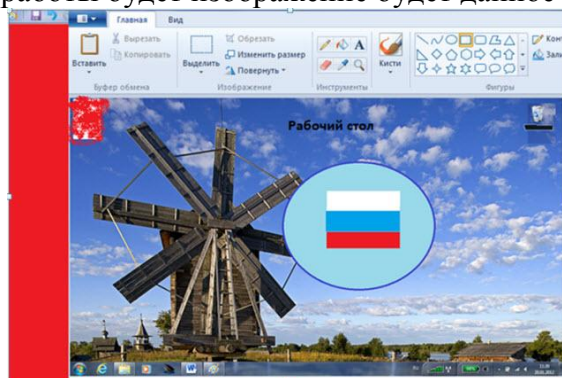 работы будет изображение будет данное
Главная Вид
Вставить
Вырезать
Копировать
Буфер обмена
Выделить
Обрезать
Изменить размер
Повернуть
Изображение
Инструменты
Кисти
Фигуры
Рабочий стол